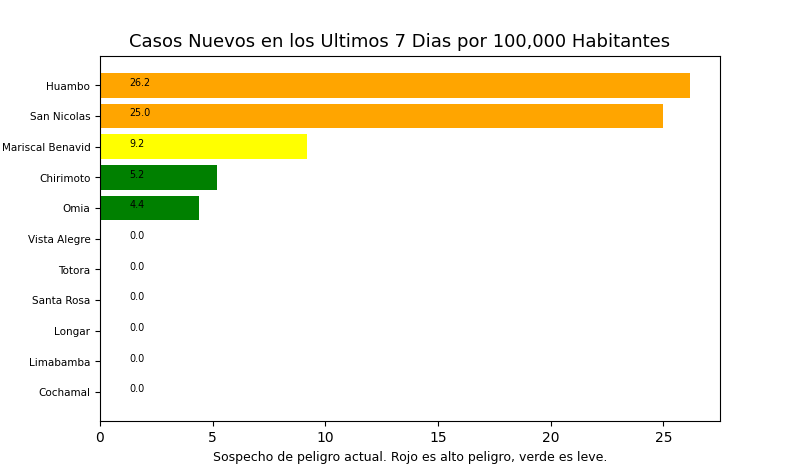 Casos Nuevos en los Ultimos 7 Dias por 100,000 Habitantes
Huambo 26.2
San Nicolas 25.0
Mariscal Benavid 9.2
Chirimoto 5.2
Omia 4.4
Vista Alegre 0.0
Totora 0.0
Santa Rosa 0.0
Longar 0.0
Limabamba 0.0
Cochamal 0.0
0 5 10 15 20 25
Sospecho de peligro actual. Rojo es alto peligro, verde es leve.